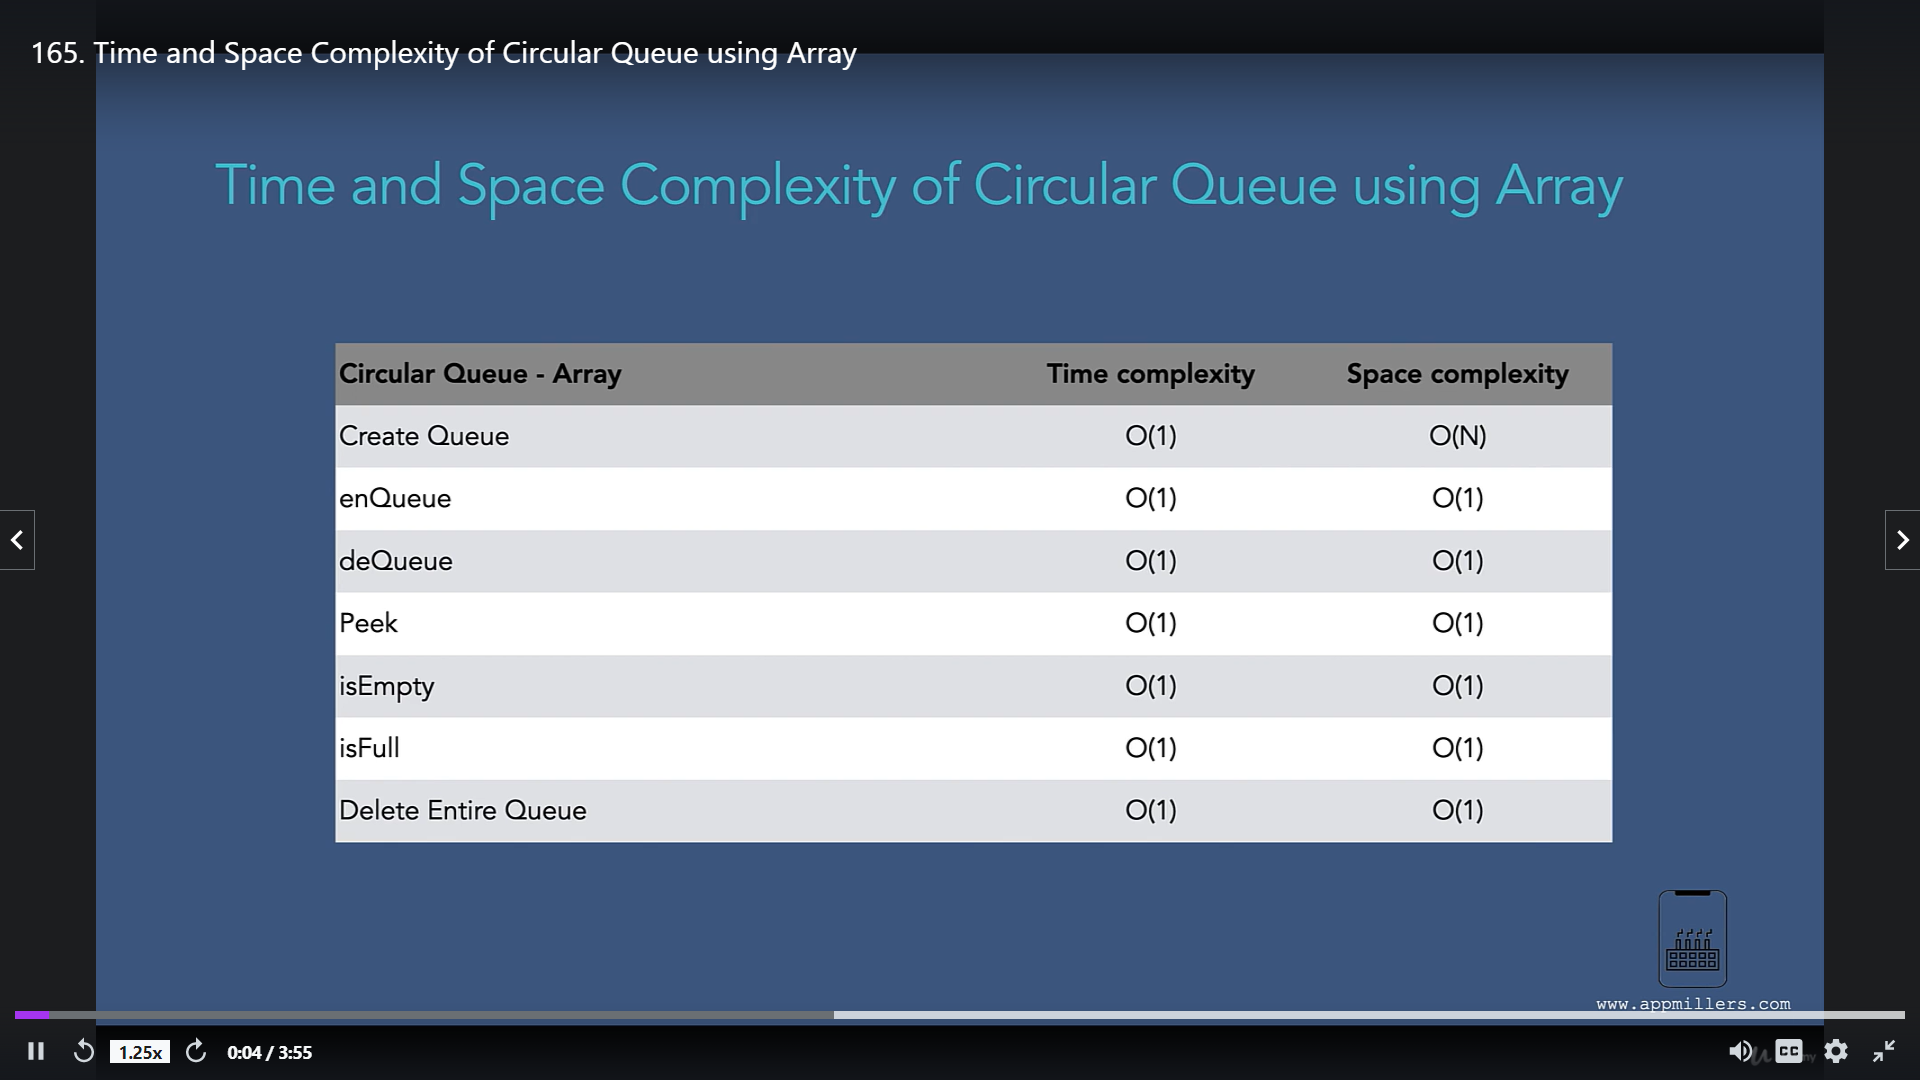 165. Time and Space Complexity of Circular Queue using Array
Time and Space Complexity of Circular Queue using Array
Circular Queue - Array Time complexity Space complexity
Create Queue O(1) O(N)
enQueue O(1) O(1)
deQueue O(1) O(1)
Peek O(1) O(1)
isEmpty O(1) O(1)
isFull O(1) O(1)
Delete Entire Queue O(1) O(1)
www.appmillers.com
1.25x 0:04 / 3:55 CC